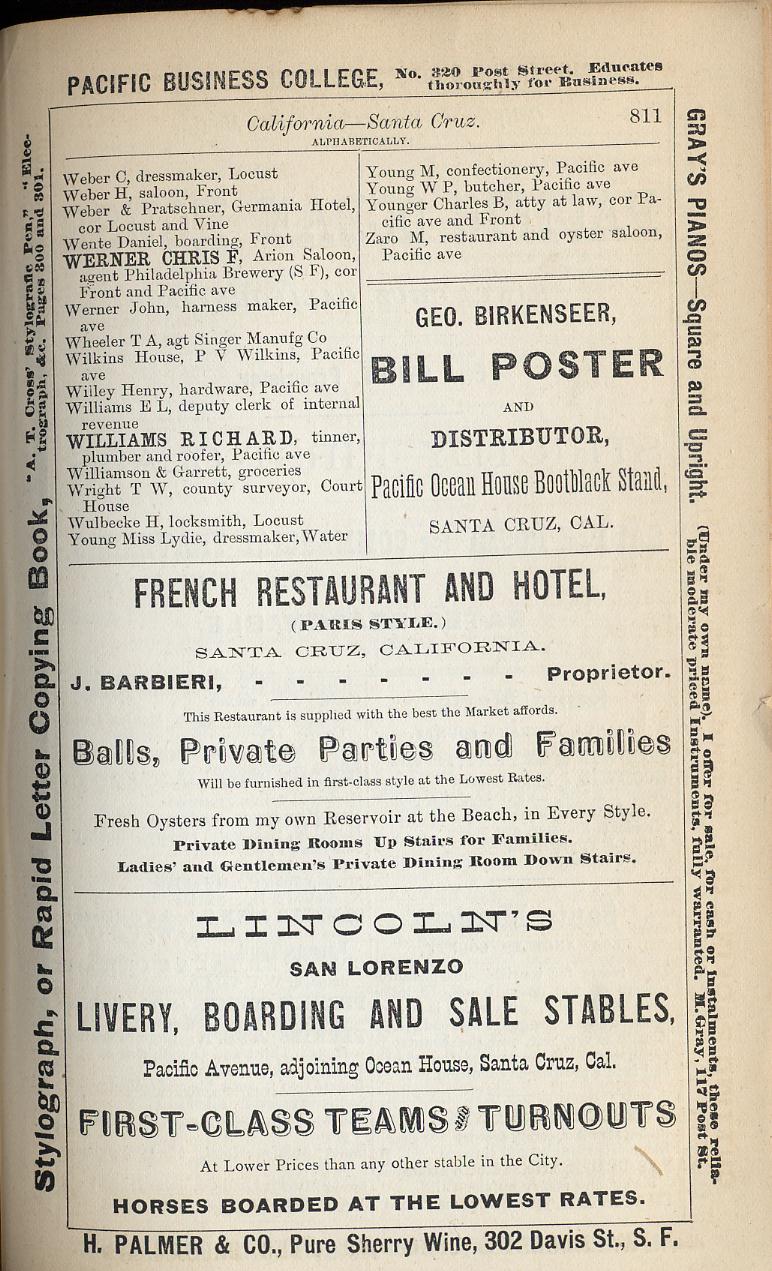 PACIFIC BUSINESS COLLEGE, No. 320 Post Street. Educates
thoroughly for Business.
California—Santa Cruz. 811
ALPHABETICALLY.
Weber C, dressmaker, Locust
Weber H, saloon, Front
Weber & Pratschner, Germania Hotel,
cor Locust and Vine
Wente Daniel, boarding, Front
WERNER CHRIS F, Arion Saloon,
agent Philadelphia Brewery (S F), cor
Front and Pacific ave
Werner John, harness maker, Pacific
ave
Wheeler T A, agt Singer Manufg Co
Wilkins House, P V Wilkins, Pacific
ave
Willey Henry, hardware, Pacific ave
Williams E L, deputy clerk of internal
revenue
WILLIAMS RICHARD, tinner,
plumber and roofer, Pacific ave
Williamson & Garrett, groceries
Wright T W, county surveyor, Court
House
Wulbecke H, locksmith, Locust
Young Miss Lydie, dressmaker, Water
Young M, confectionery, Pacific ave
Young W P, butcher, Pacific ave
Younger Charles B, atty at law, cor Pa-
cific ave and Front
Zaro M, restaurant and oyster saloon,
Pacific ave
GEO. BIRKENSEER,
BILL POSTER
AND
DISTRIBUTOR,
Pacific Ocean House Bootblack Stand,
SANTA CRUZ, CAL.
FRENCH RESTAURANT AND HOTEL,
(PARIS STYLE.)
SANTA CRUZ, CALIFORNIA.
J. BARBIERI, - - - - - - - Proprietor.
This Restaurant is supplied with the best the Market affords.
Balls, Private Parties and Families
Will be furnished in first-class style at the Lowest Rates.
Fresh Oysters from my own Reservoir at the Beach, in Every Style.
Private Dining Rooms Up Stairs for Families.
Ladies' and Gentlemen's Private Dining Room Down Stairs.
LINCOLN'S
SAN LORENZO
LIVERY, BOARDING AND SALE STABLES,
Pacific Avenue, adjoining Ocean House, Santa Cruz, Cal.
FIRST-CLASS TEAMS and TURNOUTS
At Lower Prices than any other stable in the City.
HORSES BOARDED AT THE LOWEST RATES.
H. PALMER & CO., Pure Sherry Wine, 302 Davis St., S. F.
Stylograph, or Rapid Letter Copying Book, "A. T. Cross' Stylografic Pen," "Elec-
trograph, &c. Pages 300 and 301.
GRAY'S PIANOS—Square and Upright. (Under my own name). I offer for sale, for cash or instalments, these relia-
ble moderate priced Instruments, fully warranted. M. Gray, 117 Post St.